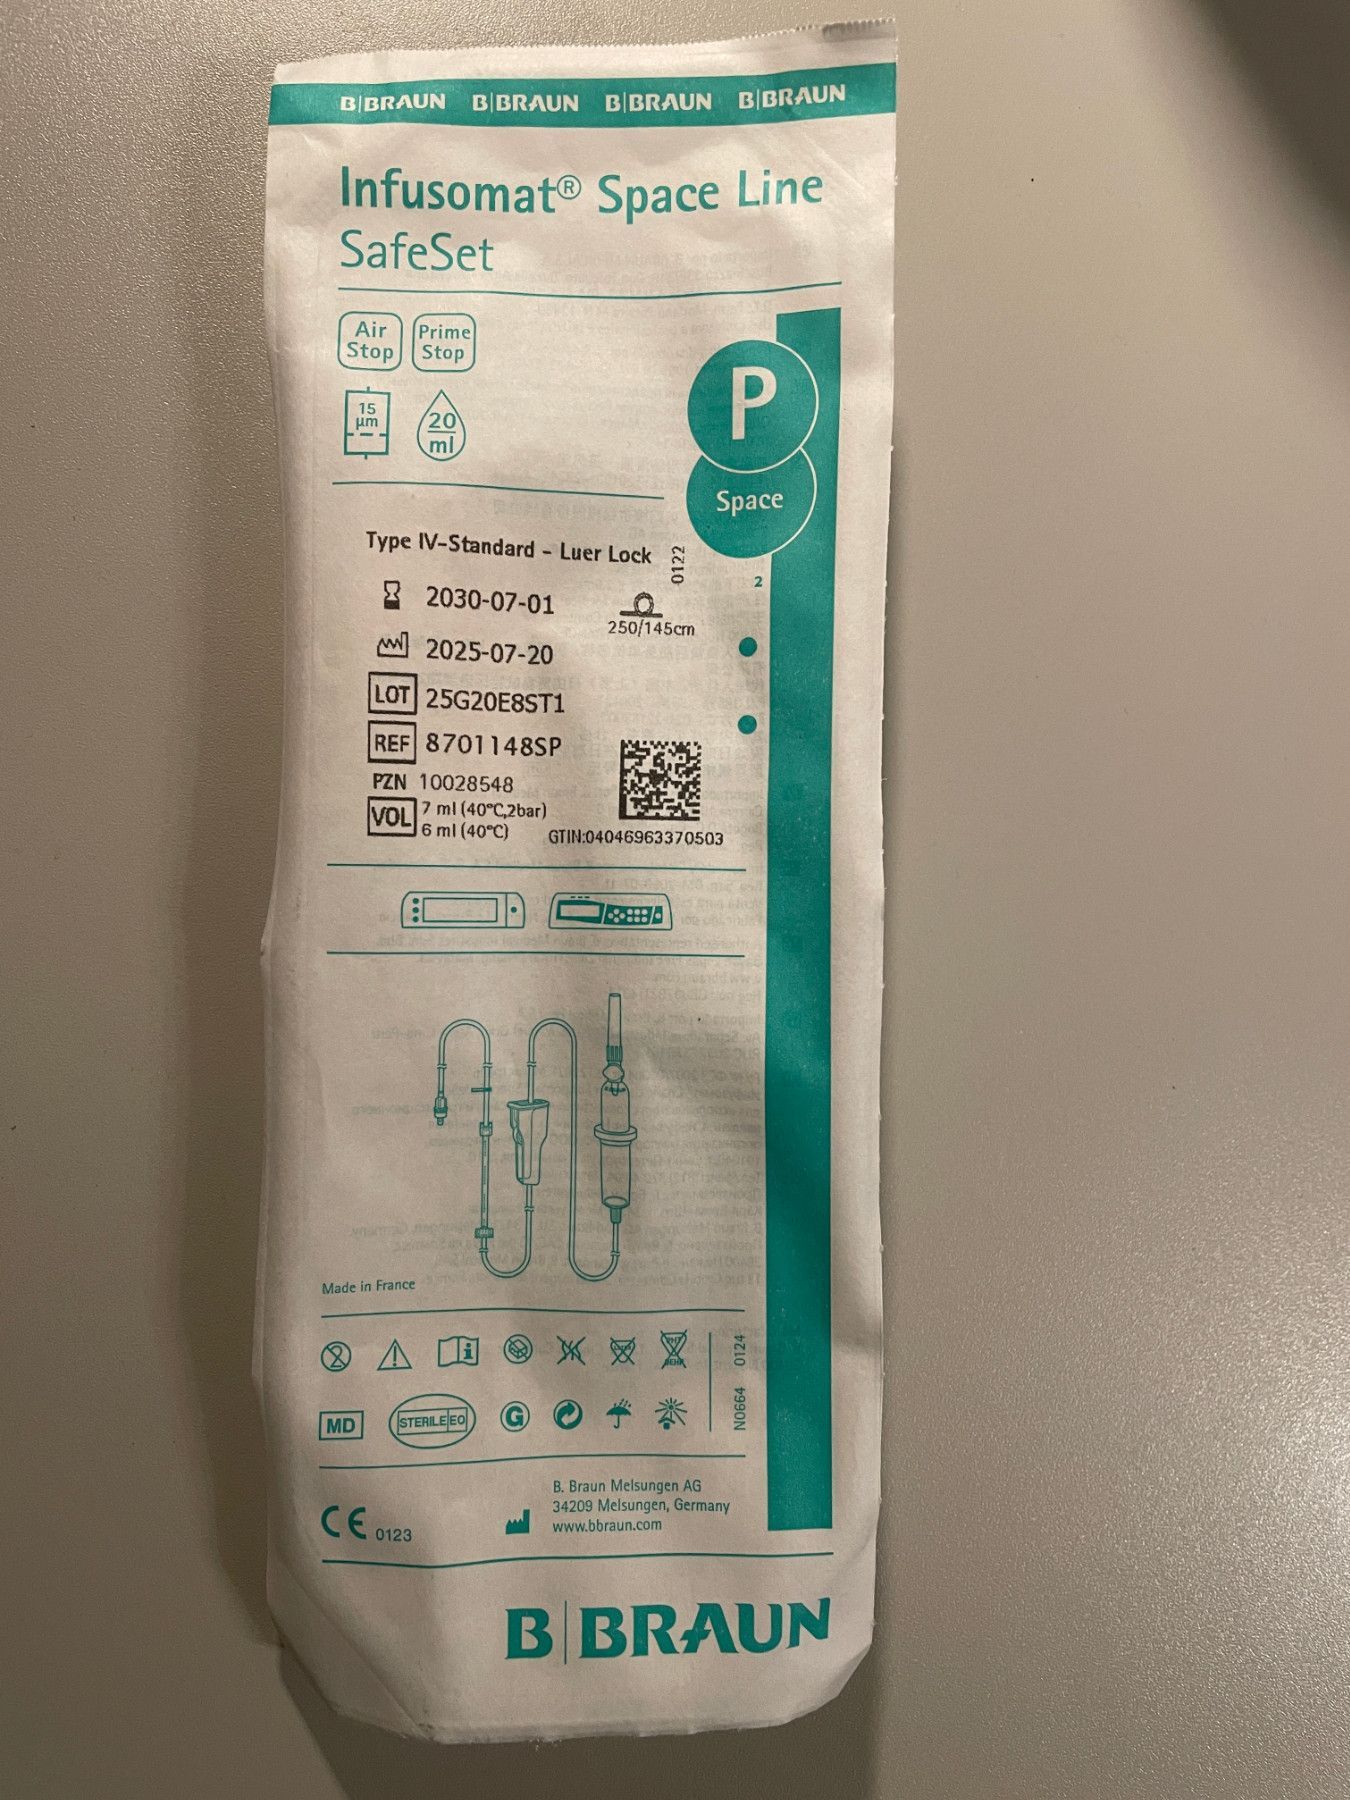 B|BRAUN B|BRAUN B|BRAUN B|BRAUN
Infusomat® Space Line
SafeSet
Air
Stop
Prime
Stop
15
µm
20
ml
P
Space
Type IV-Standard - Luer Lock
0122
2
2030-07-01
250/145cm
2025-07-20
LOT 25G20E8ST1
REF 8701148SP
PZN 10028548
VOL 7 ml (40°C,2bar)
6 ml (40°C)
GTIN:04046963370503
Made in France
2
i
N0664 0124
MD
STERILE EO
G
CE 0123
B. Braun Melsungen AG
34209 Melsungen, Germany
www.bbraun.com
B|BRAUN